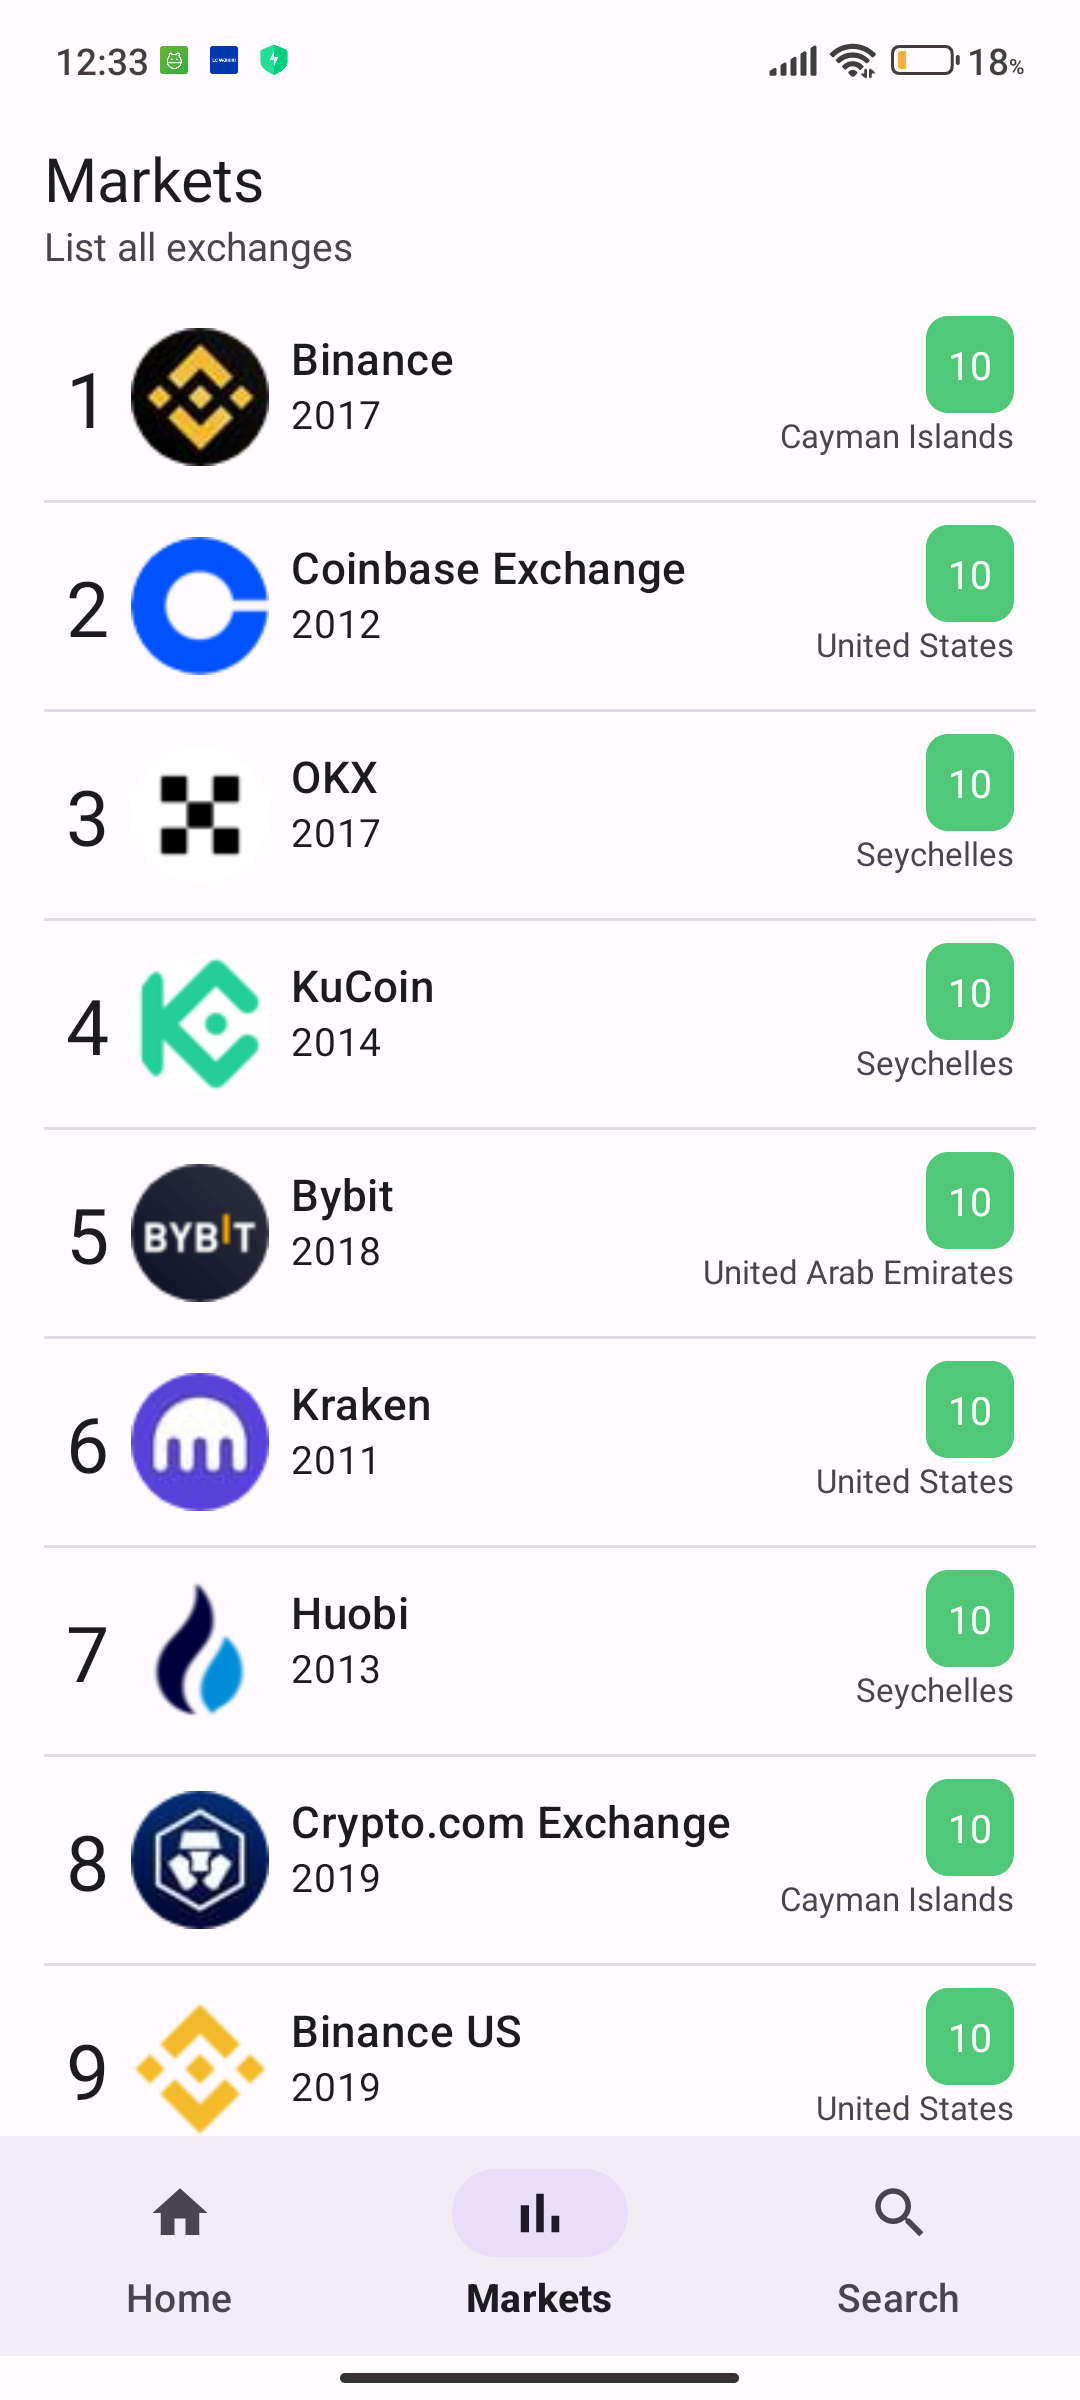 12:33
18%
Markets
List all exchanges
1
Binance
2017
10
Cayman Islands
2
Coinbase Exchange
2012
10
United States
3
OKX
2017
10
Seychelles
4
KuCoin
2014
10
Seychelles
5
BYBIT
Bybit
2018
10
United Arab Emirates
6
Kraken
2011
10
United States
7
Huobi
2013
10
Seychelles
8
Crypto.com Exchange
2019
10
Cayman Islands
9
Binance US
2019
10
United States
Home
Markets
Search